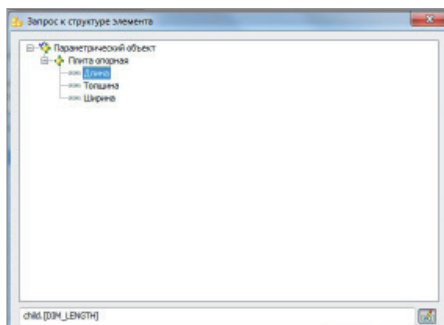 Запрос к структуре элемента
Параметрический объект
Плита опорная
Длина
Толщина
Ширина
child.[DIM_LENGTH]